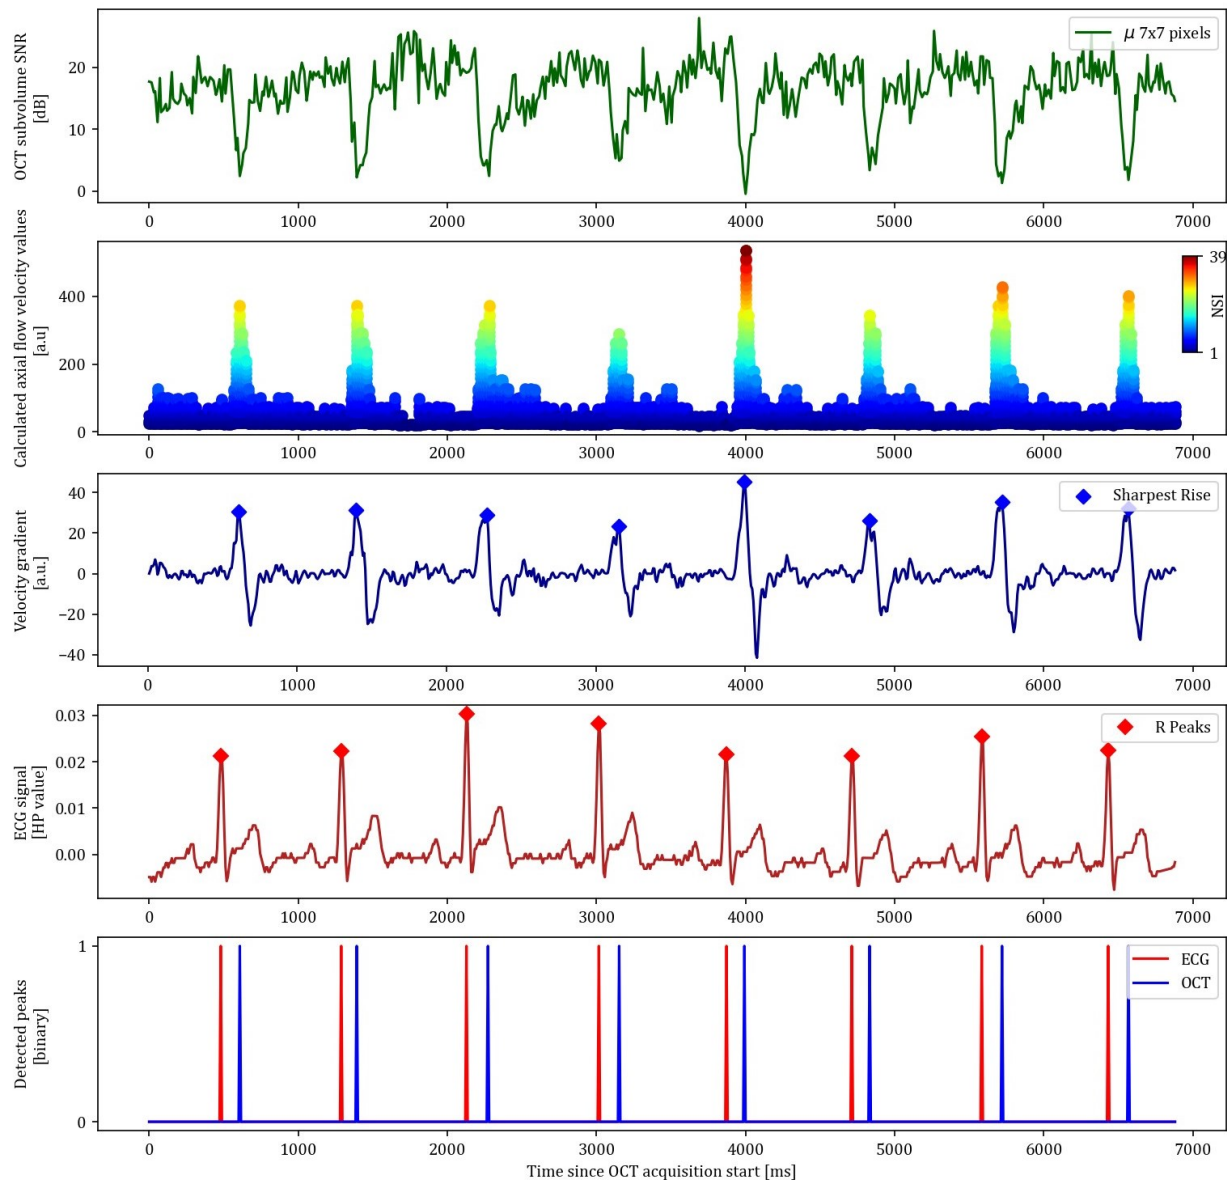 OCT subvolume SNR
[dB]
20
10
0
μ 7x7 pixels
0 1000 2000 3000 4000 5000 6000 7000
Calculated axial flow velocity values
[a.u]
400
200
0
39
ISN
1
0 1000 2000 3000 4000 5000 6000 7000
Velocity gradient
[a.u.]
40
20
0
−20
−40
Sharpest Rise
0 1000 2000 3000 4000 5000 6000 7000
ECG signal
[HP value]
0.03
0.02
0.01
0.00
R Peaks
0 1000 2000 3000 4000 5000 6000 7000
Detected peaks
[binary]
1
0
ECG
OCT
0 1000 2000 3000 4000 5000 6000 7000
Time since OCT acquisition start [ms]